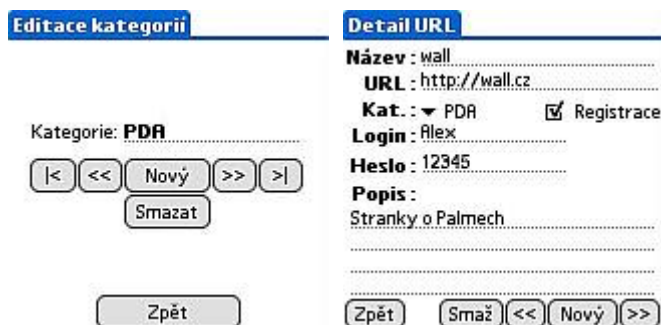 Editace kategorií
Kategorie: PDA
|< << Nový >> >|
Smazat
Zpět
Detail URL
Název : wall
URL : http://wall.cz
Kat. : PDA Registrace
Login : Alex
Heslo : 12345
Popis :
Stranky o Palmech
Zpět Smaž << Nový >>